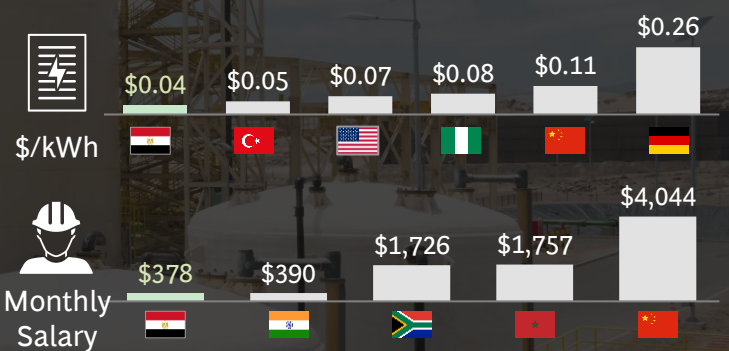 $0.04 $0.05 $0.07 $0.08 $0.11 $0.26
$/kWh
$378 $390 $1,726 $1,757 $4,044
Monthly
Salary